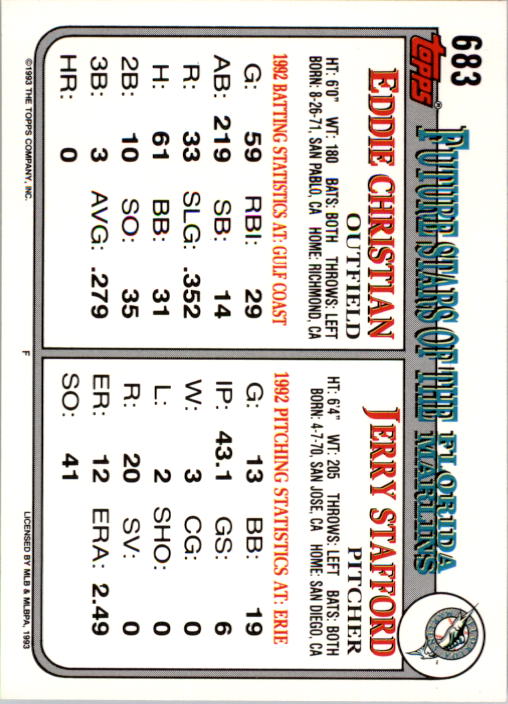 683
TOPPS®
FUTURE STARS OF THE FLORIDA MARLINS
EDDIE CHRISTIAN
OUTFIELD
HT: 6'0" WT: 180 BATS: BOTH THROWS: LEFT
BORN: 8-26-71, SAN PABLO, CA HOME: RICHMOND, CA
1992 BATTING STATISTICS AT: GULF COAST
G: 59 RBI: 29
AB: 219 SB: 14
R: 33 SLG: .352
H: 61 BB: 31
2B: 10 SO: 35
3B: 3 AVG: .279
HR: 0
JERRY STAFFORD
PITCHER
HT: 6'4" WT: 205 THROWS: LEFT BATS: BOTH
BORN: 4-7-70, SAN JOSE, CA HOME: SAN DIEGO, CA
1992 PITCHING STATISTICS AT: ERIE
G: 13 BB: 19
IP: 43.1 GS: 6
W: 3 CG: 0
L: 2 SHO: 0
R: 20 SV: 0
ER: 12 ERA: 2.49
SO: 41
©1993 THE TOPPS COMPANY, INC.
F
LICENSED BY MLB & MLBPA, 1993